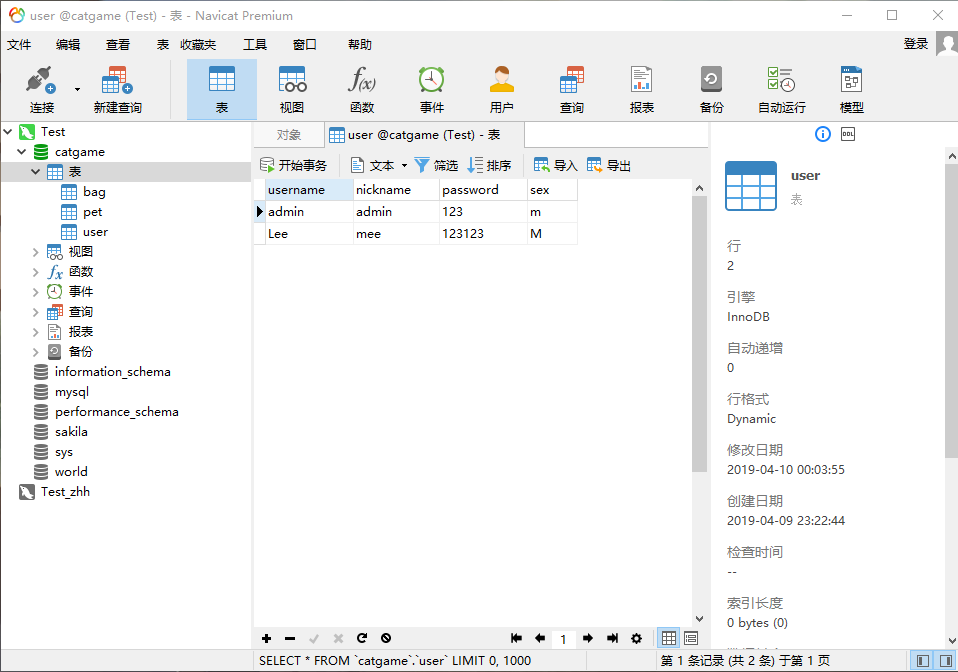 user @catgame (Test) - 表 - Navicat Premium
文件 编辑 查看 表 收藏夹 工具 窗口 帮助 登录
连接 新建查询 表 视图 函数 事件 用户 查询 报表 备份 自动运行 模型
Test
catgame
表
bag
pet
user
视图
函数
事件
查询
报表
备份
information_schema
mysql
performance_schema
sakila
sys
world
Test_zhh
对象 user @catgame (Test) - 表
开始事务 文本 筛选 排序 导入 导出
username nickname password sex
admin admin 123 m
Lee mee 123123 M
1
SELECT * FROM `catgame`.`user` LIMIT 0, 1000
第 1 条记录 (共 2 条) 于第 1 页
DDL
user
表
行
2
引擎
InnoDB
自动递增
0
行格式
Dynamic
修改日期
2019-04-10 00:03:55
创建日期
2019-04-09 23:22:44
检查时间
--
索引长度
0 bytes (0)